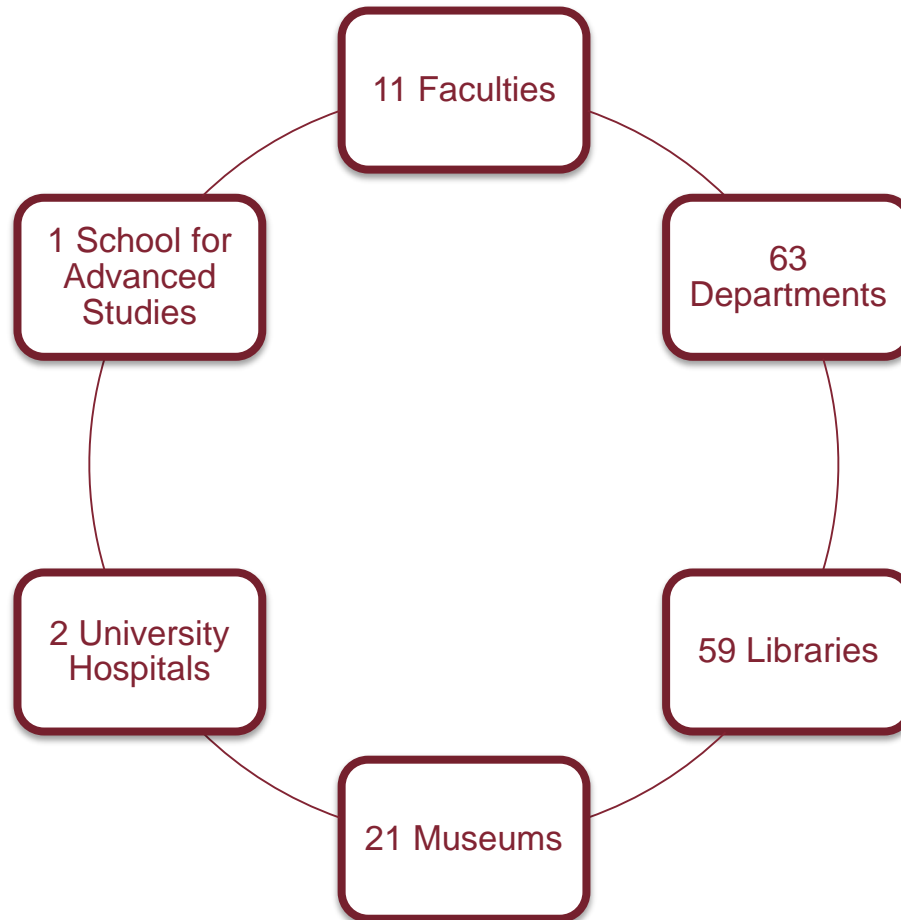 11 Faculties
63
Departments
59 Libraries
21 Museums
2 University
Hospitals
1 School for
Advanced
Studies